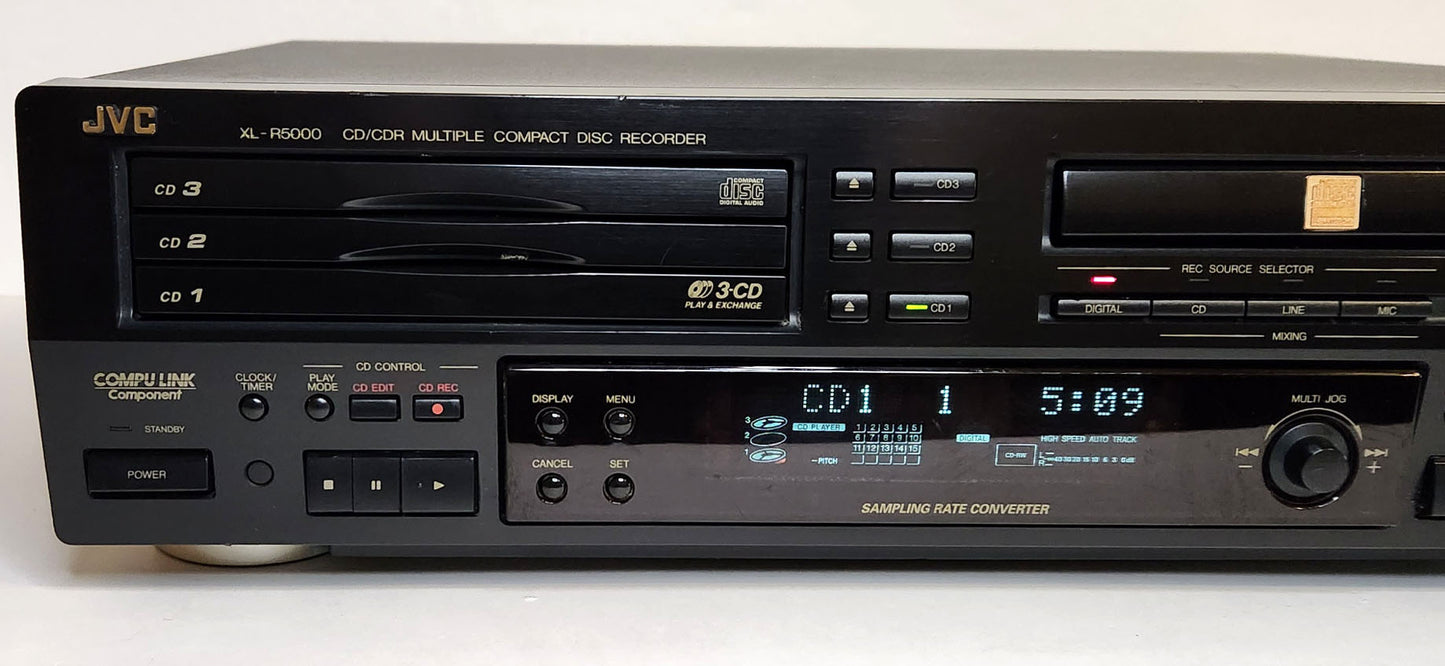 JVC
XL-R5000 CD/CDR MULTIPLE COMPACT DISC RECORDER
CD 3
COMPACT
disc
DIGITAL AUDIO
CD 2
CD 1
3-CD
PLAY & EXCHANGE
CD3
CD2
CD1
REC SOURCE SELECTOR
DIGITAL CD LINE MIC
MIXING
COMPU LINK
Component
STANDBY
POWER
CLOCK/
TIMER
CD CONTROL
PLAY
MODE
CD EDIT
CD REC
DISPLAY MENU
CANCEL SET
CD1 1 5:09
3
2
1
CD PLAYER
1 2 3 4 5
6 7 8 9 10
11 12 13 14 15
-PITCH
DIGITAL
HIGH SPEED AUTO TRACK
CD-RW
L
R
SAMPLING RATE CONVERTER
MULTI JOG
− +